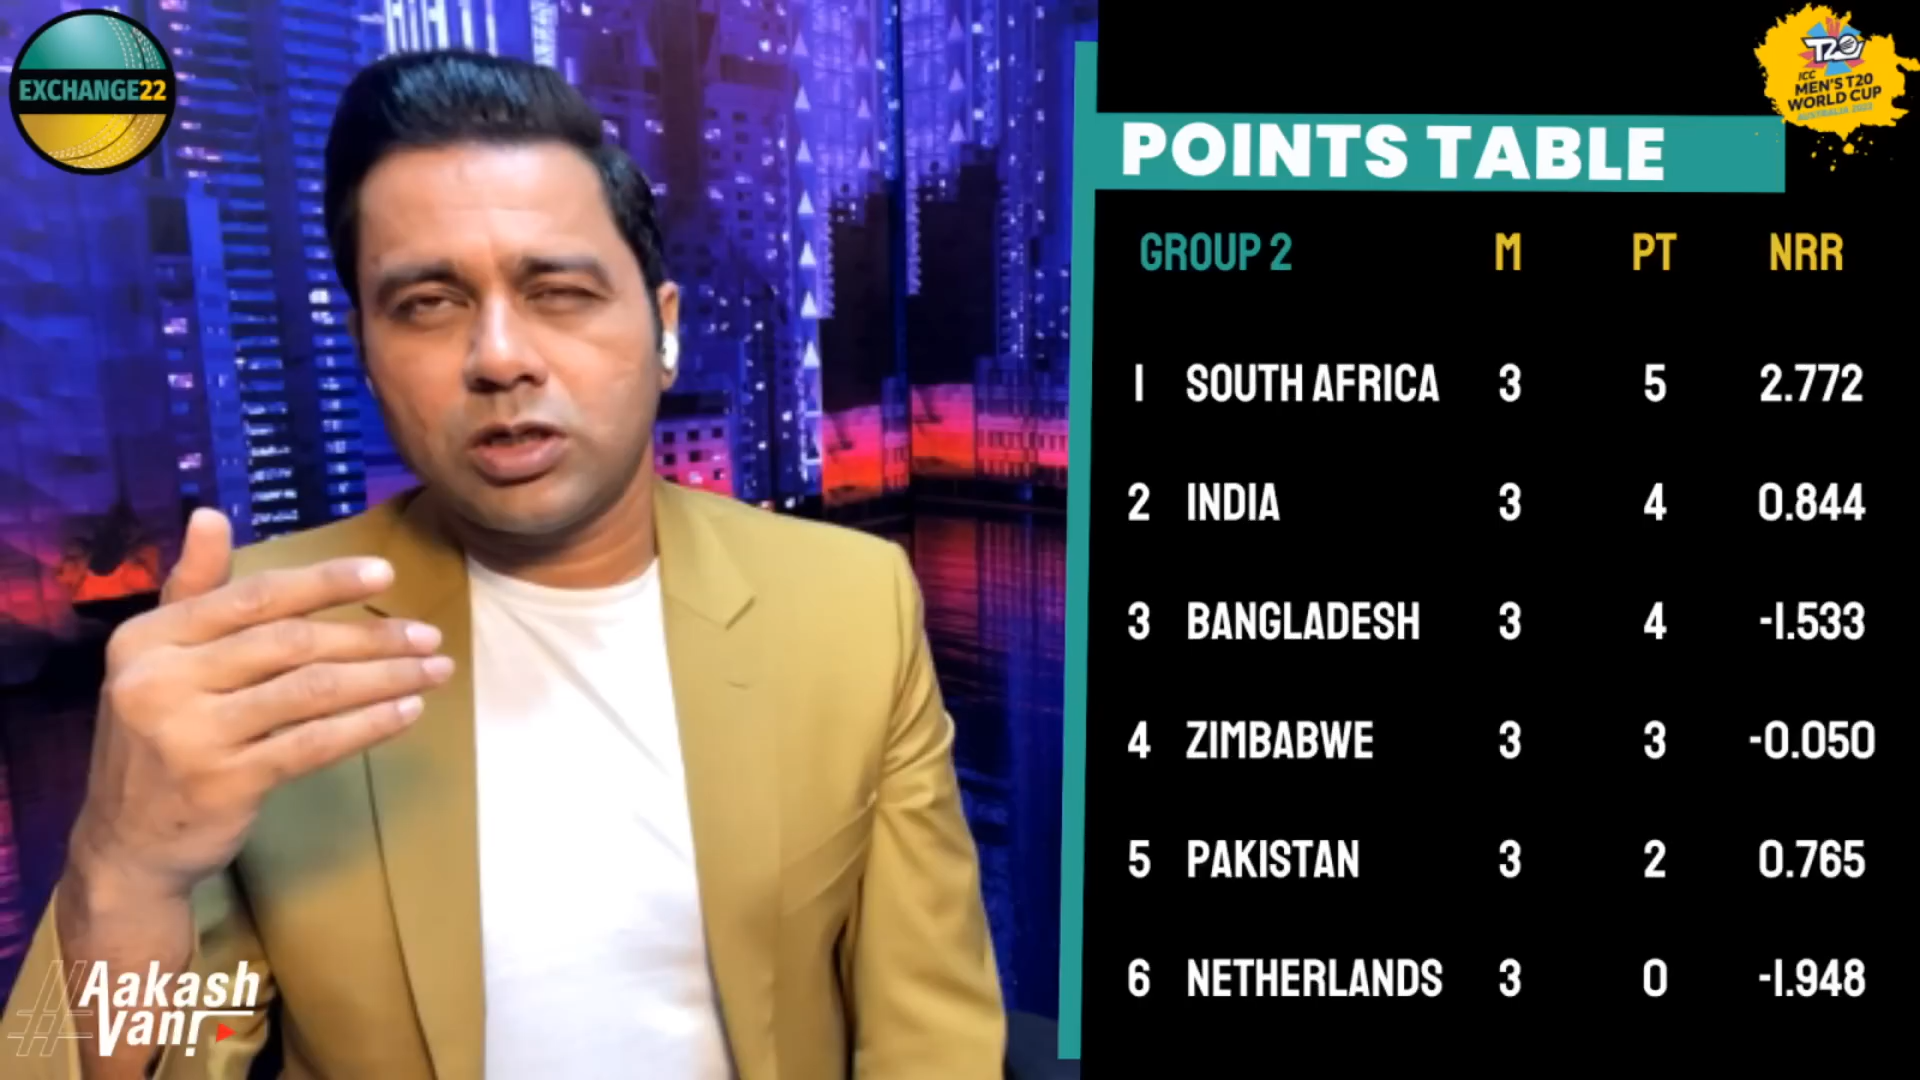 EXCHANGE22
T20
ICC
MEN'S T20
WORLD CUP
AUSTRALIA 2022
POINTS TABLE
GROUP 2 M PT NRR
1 SOUTH AFRICA 3 5 2.772
2 INDIA 3 4 0.844
3 BANGLADESH 3 4 -1.533
4 ZIMBABWE 3 3 -0.050
5 PAKISTAN 3 2 0.765
6 NETHERLANDS 3 0 -1.948
#Aakash
Vani